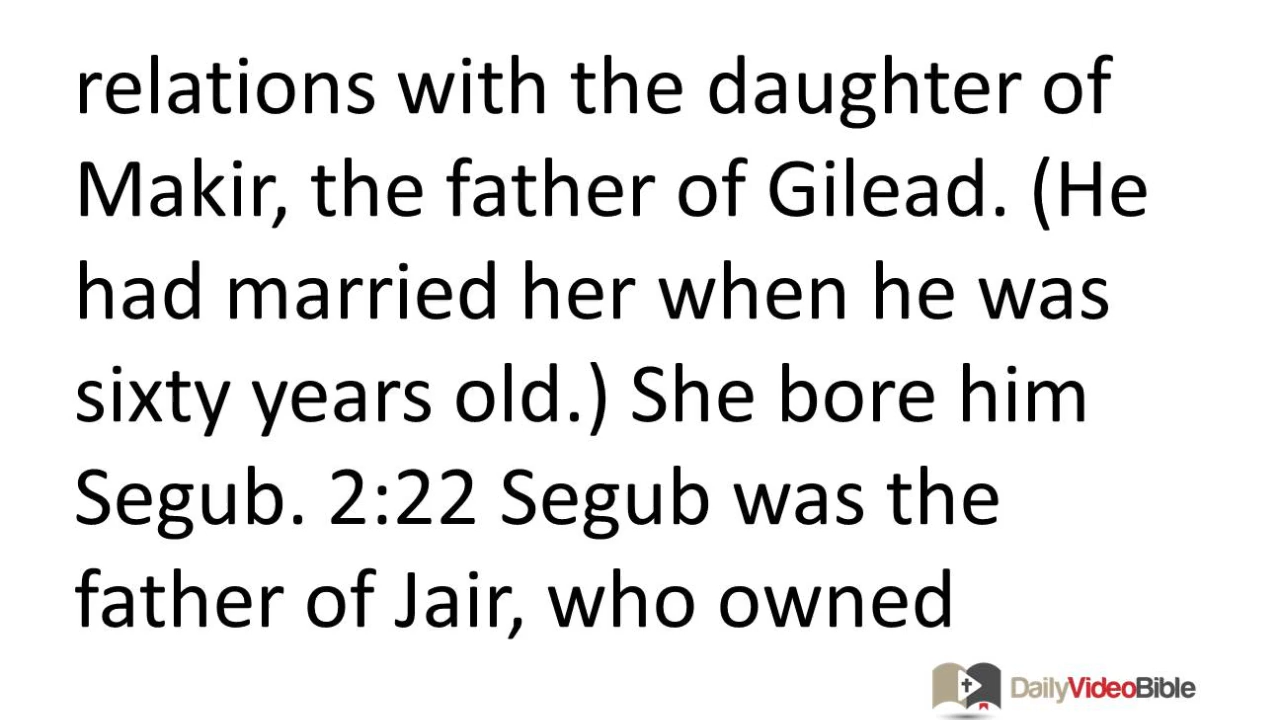 relations with the daughter of
Makir, the father of Gilead. (He
had married her when he was
sixty years old.) She bore him
Segub. 2:22 Segub was the
father of Jair, who owned
DailyVideoBible